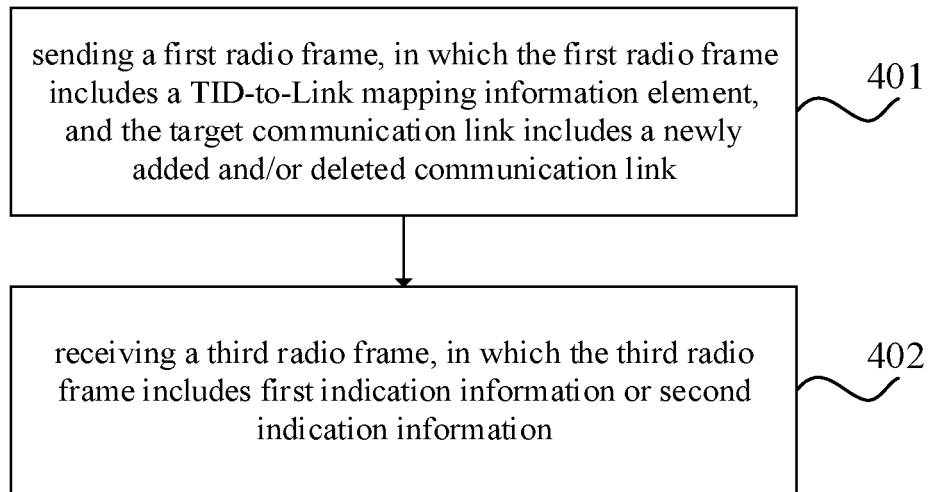 sending a first radio frame, in which the first radio frame
includes a TID-to-Link mapping information element,
and the target communication link includes a newly
added and/or deleted communication link
401
receiving a third radio frame, in which the third radio
frame includes first indication information or second
indication information
402